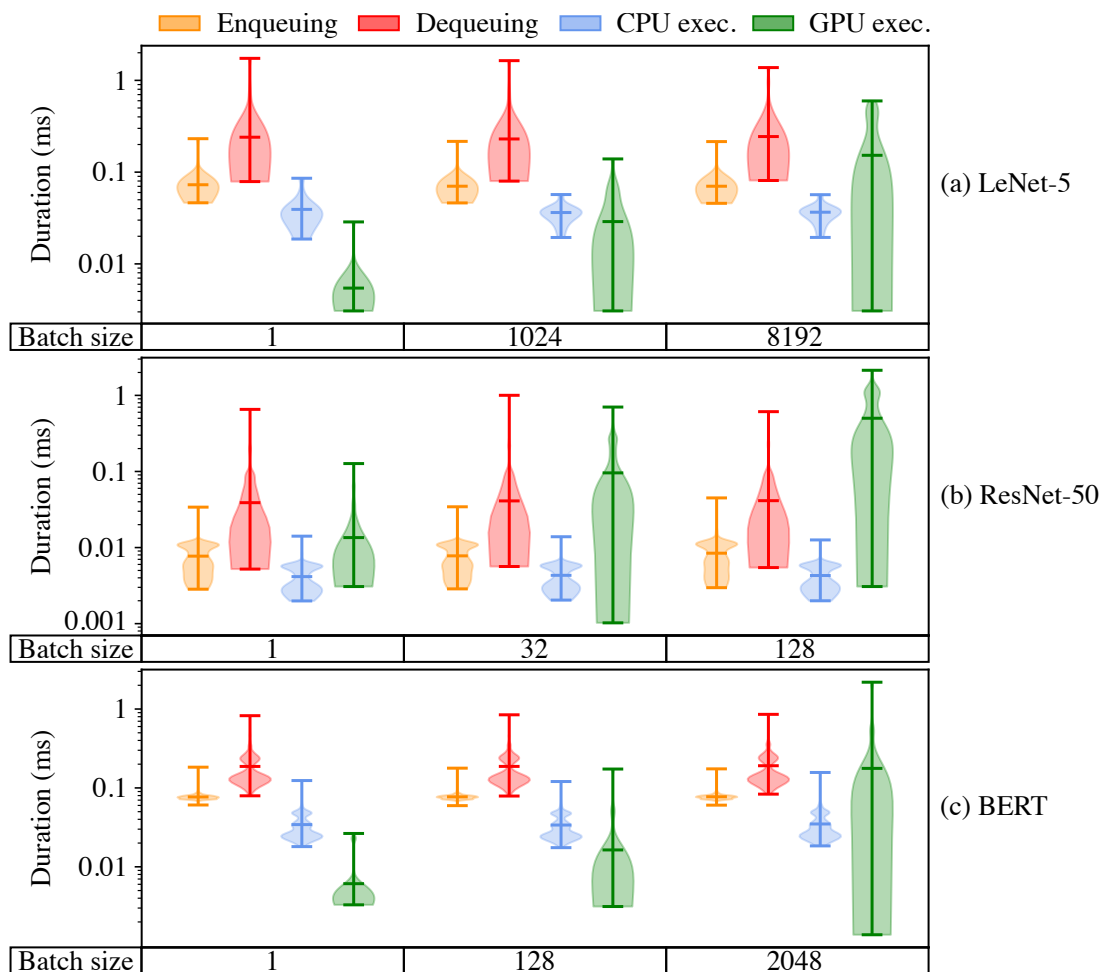 Enqueuing Dequeuing CPU exec. GPU exec.
Duration (ms)
1
0.1
0.01
(a) LeNet-5
Batch size 1 1024 8192
Duration (ms)
1
0.1
0.01
0.001
(b) ResNet-50
Batch size 1 32 128
Duration (ms)
1
0.1
0.01
(c) BERT
Batch size 1 128 2048